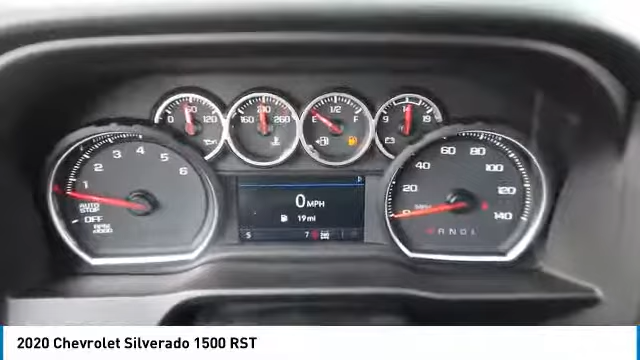 0 60 120
160 210 260
E 1/2 F
9 14 19
1 2 3 4 5 6
AUTO
STOP
OFF
RPM
x1000
0 MPH
19 mi
S 7
0 20 40 60 80 100 120 140
MPH
P R N D L
2020 Chevrolet Silverado 1500 RST